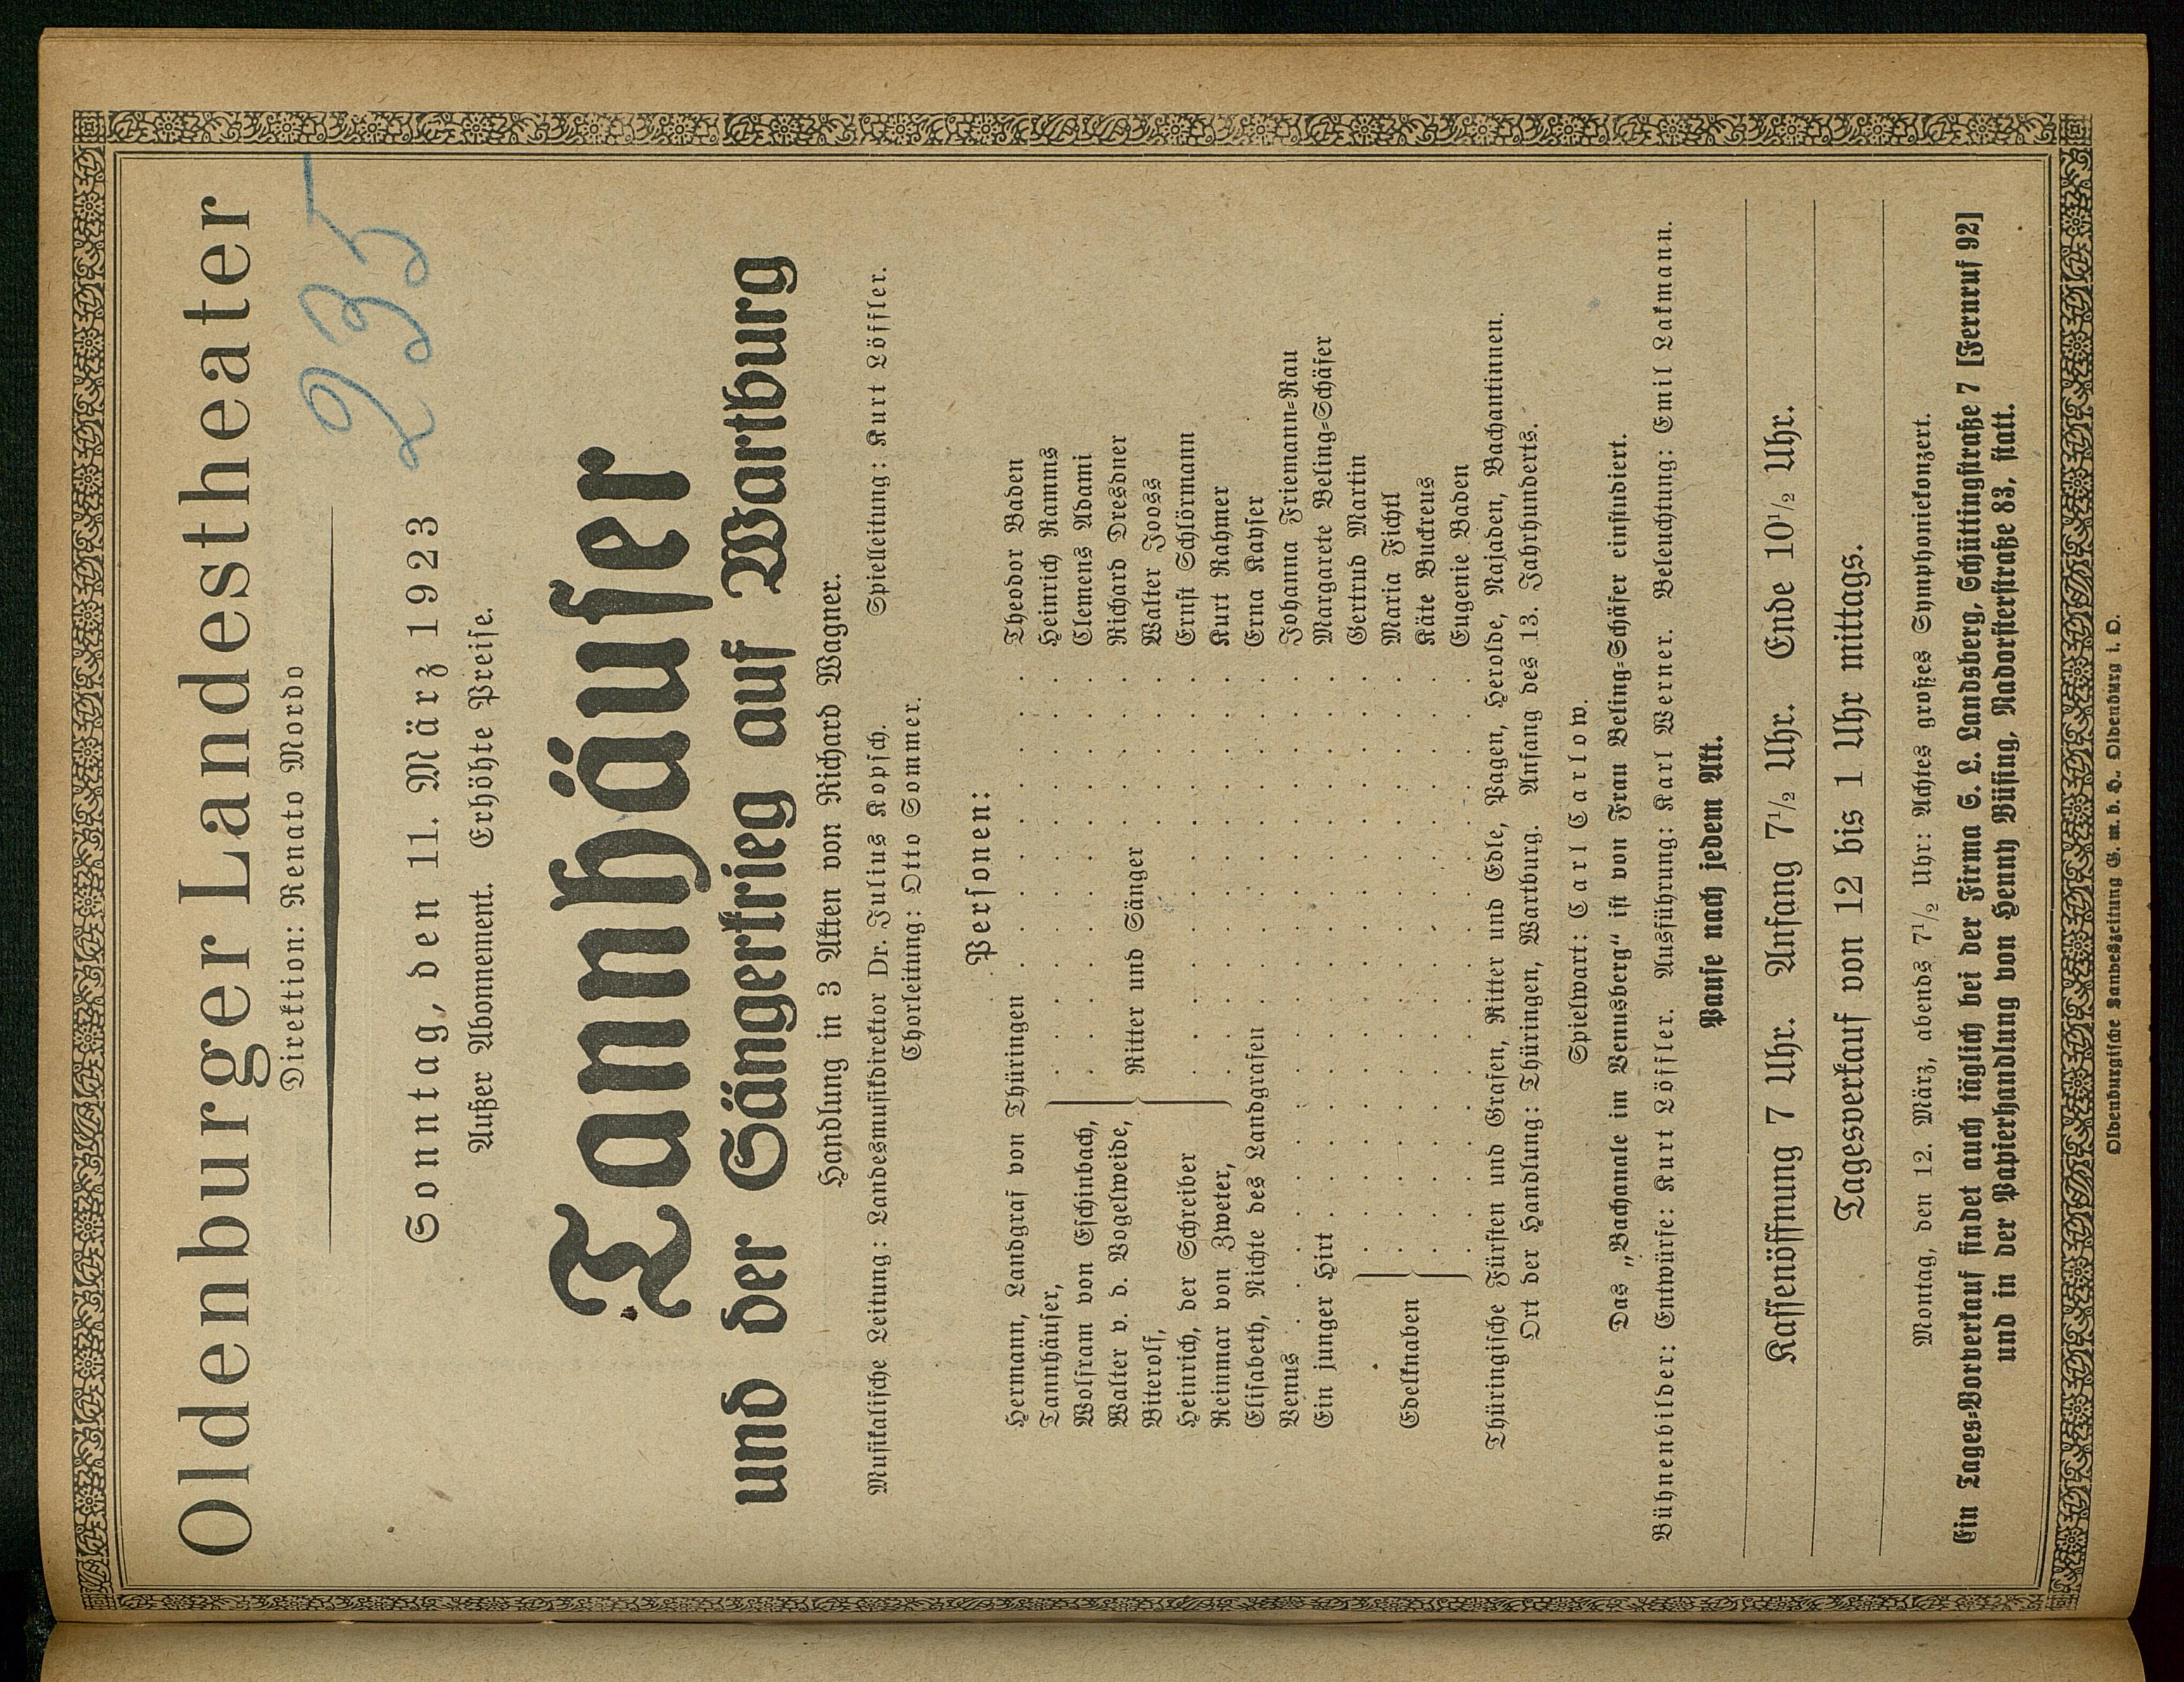 Oldenburger Landestheater
Direktion: Renato Mordo
235
Sonntag, den 11. März 1923
Außer Abonnement. Erhöhte Preise.
Tannhäuser
und der Sängerkrieg auf Wartburg
Handlung in 3 Akten von Richard Wagner.
Musikalische Leitung: Landesmusikdirektor Dr. Julius Kopsch. Spielleitung: Kurt Löffler.
Chorleitung: Otto Sommer.
Personen:
Hermann, Landgraf von Thüringen . . . . . . . . . . Theodor Baden
Tannhäuser, . . . . . . . . . . Heinrich Ramms
Wolfram von Eschinbach, . . . . . . . . . . Clemens Adami
Walter v. d. Vogelweide, Ritter und Sänger . . . . . Richard Dresdner
Biterolf, Walter Jooss
Heinrich, der Schreiber . . . . . . . . . . Ernst Schlörmann
Reinmar von Zweter, . . . . . . . . . . Kurt Rahmer
Elisabeth, Nichte des Landgrafen . . . . . . . . . . Erna Kayser
Venus . . . . . . . . . . Johanna Friemann=Rau
Ein junger Hirt . . . . . . . . . . Margarete Beling=Schäfer
Edelknaben . . . . . . . . . . Gertrud Martin
Maria Fichtl
Käte Buckreus
Eugenie Baden
Thüringische Fürsten und Grafen, Ritter und Edle, Pagen, Herolde, Najaden, Bachantinnen.
Ort der Handlung: Thüringen, Wartburg. Anfang des 13. Jahrhunderts.
Spielwart: Carl Carlow.
Das „Bachanale im Venusberg“ ist von Frau Beling=Schäfer einstudiert.
Bühnenbilder: Entwürfe: Kurt Löffler. Ausführung: Karl Werner. Beleuchtung: Emil Lakmann.
Pause nach jedem Akt.
Kassenöffnung 7 Uhr. Anfang 7½ Uhr. Ende 10½ Uhr.
Tagesverkauf von 12 bis 1 Uhr mittags.
Montag, den 12. März, abends 7½ Uhr: Achtes großes Symphoniekonzert.
Ein Tages=Vorverkauf findet auch täglich bei der Firma S. L. Landsberg, Schüttingstraße 7 [Fernruf 92]
und in der Papierhandlung von Henny Büsing, Nadorsterstraße 83, statt.
Oldenburgische Landeszeitung G. m. b. H., Oldenburg i. O.